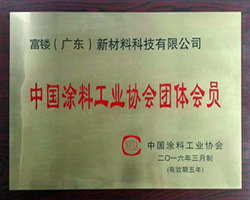 富镂（广东）新材料科技有限公司
中国涂料工业协会团体会员
中国涂料工业协会
二〇一六年三月制
（有效期五年）